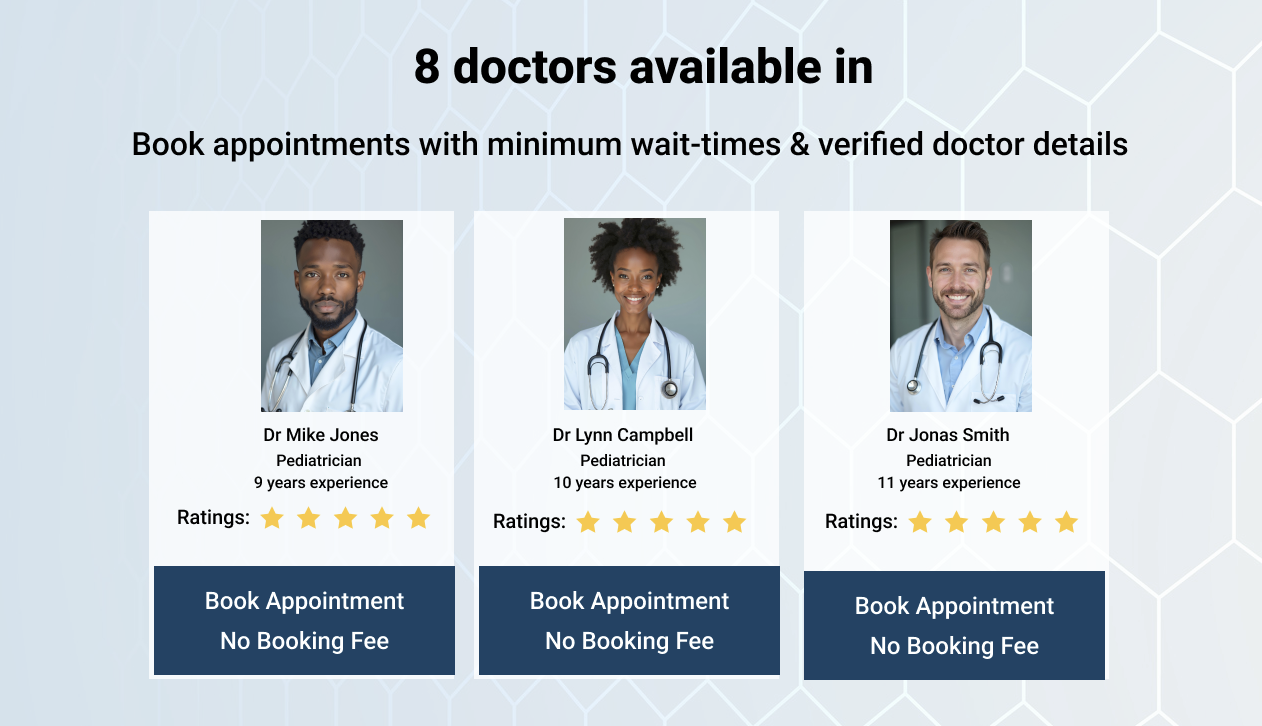 8 doctors available in
Book appointments with minimum wait-times & verified doctor details
Dr Mike Jones
Pediatrician
9 years experience
Ratings:
Book Appointment
No Booking Fee
Dr Lynn Campbell
Pediatrician
10 years experience
Ratings:
Book Appointment
No Booking Fee
Dr Jonas Smith
Pediatrician
11 years experience
Ratings:
Book Appointment
No Booking Fee